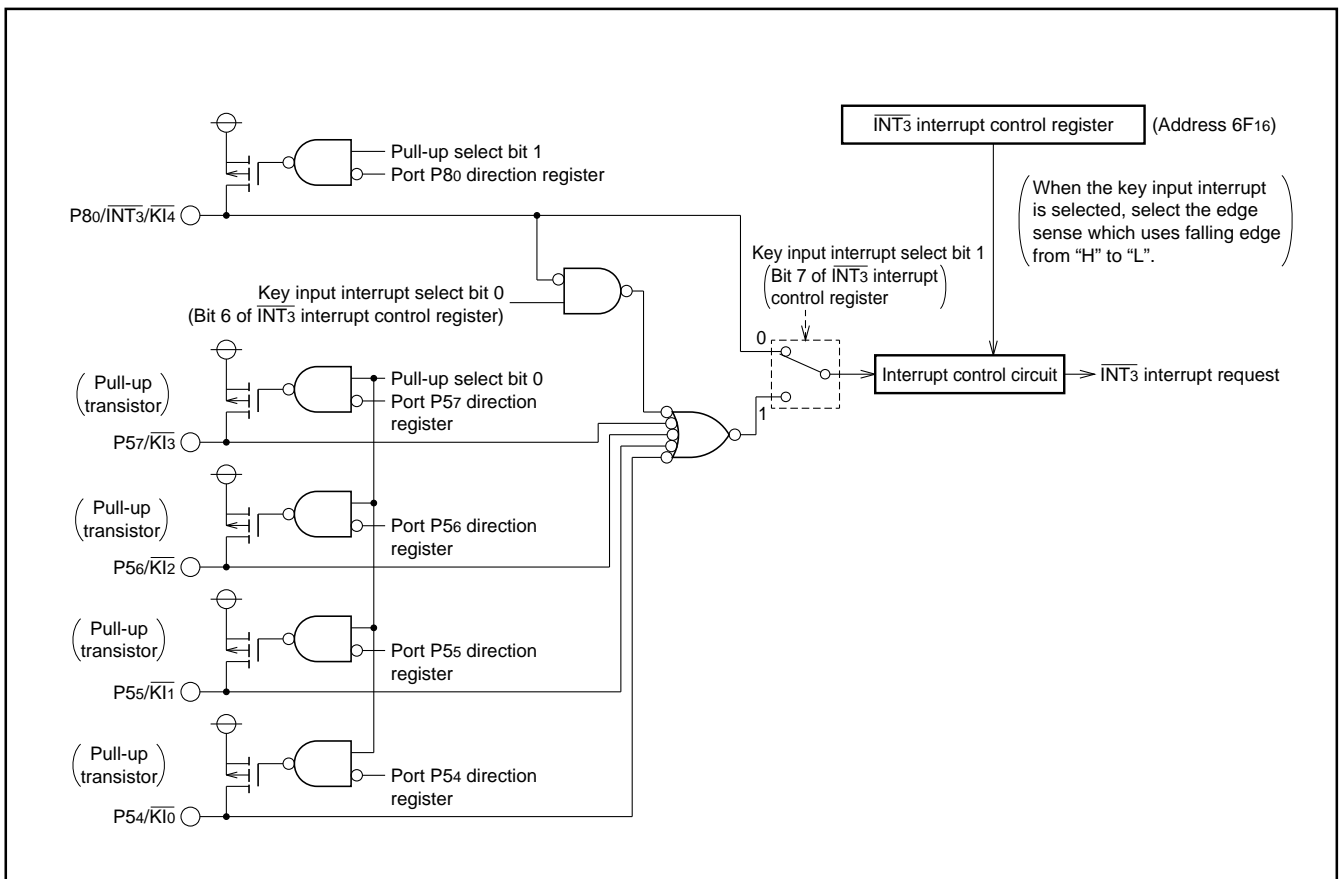 INT3 interrupt control register
(Address 6F16)
Pull-up select bit 1
Port P80 direction register
P80/INT3/KI4
When the key input interrupt
is selected, select the edge
sense which uses falling edge
from “H” to “L”.
Key input interrupt select bit 1
(Bit 7 of INT3 interrupt
control register)
Key input interrupt select bit 0
(Bit 6 of INT3 interrupt control register)
0
1
Interrupt control circuit
INT3 interrupt request
(Pull-up
transistor)
Pull-up select bit 0
Port P57 direction
register
P57/KI3
(Pull-up
transistor)
Port P56 direction
register
P56/KI2
(Pull-up
transistor)
Port P55 direction
register
P55/KI1
(Pull-up
transistor)
Port P54 direction
register
P54/KI0